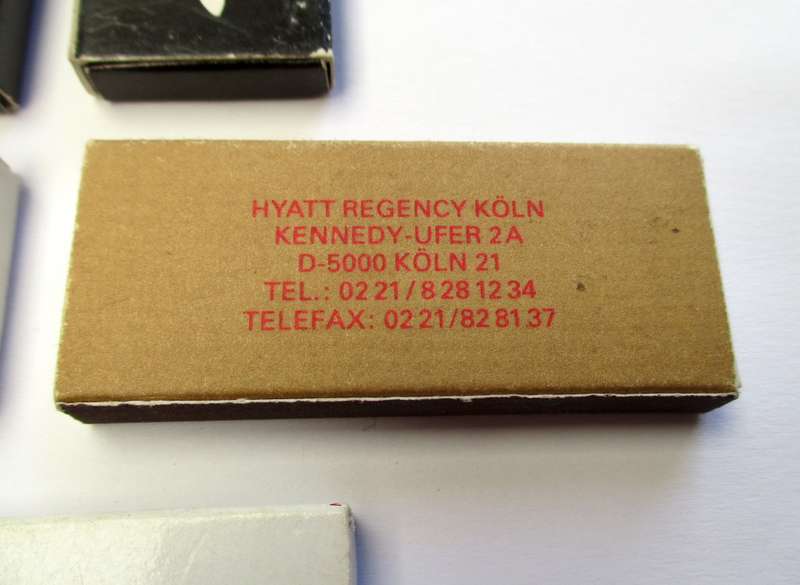 HYATT REGENCY KÖLN
KENNEDY-UFER 2A
D-5000 KÖLN 21
TEL.: 02 21 / 8 28 12 34
TELEFAX: 02 21/82 81 37